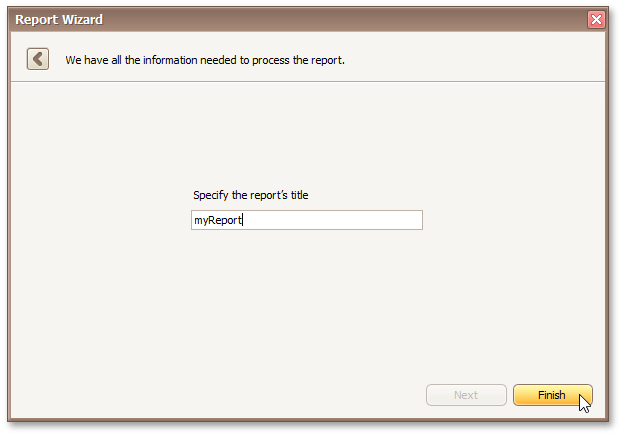 Report Wizard
We have all the information needed to process the report.
Specify the report's title
myReport
Next
Finish